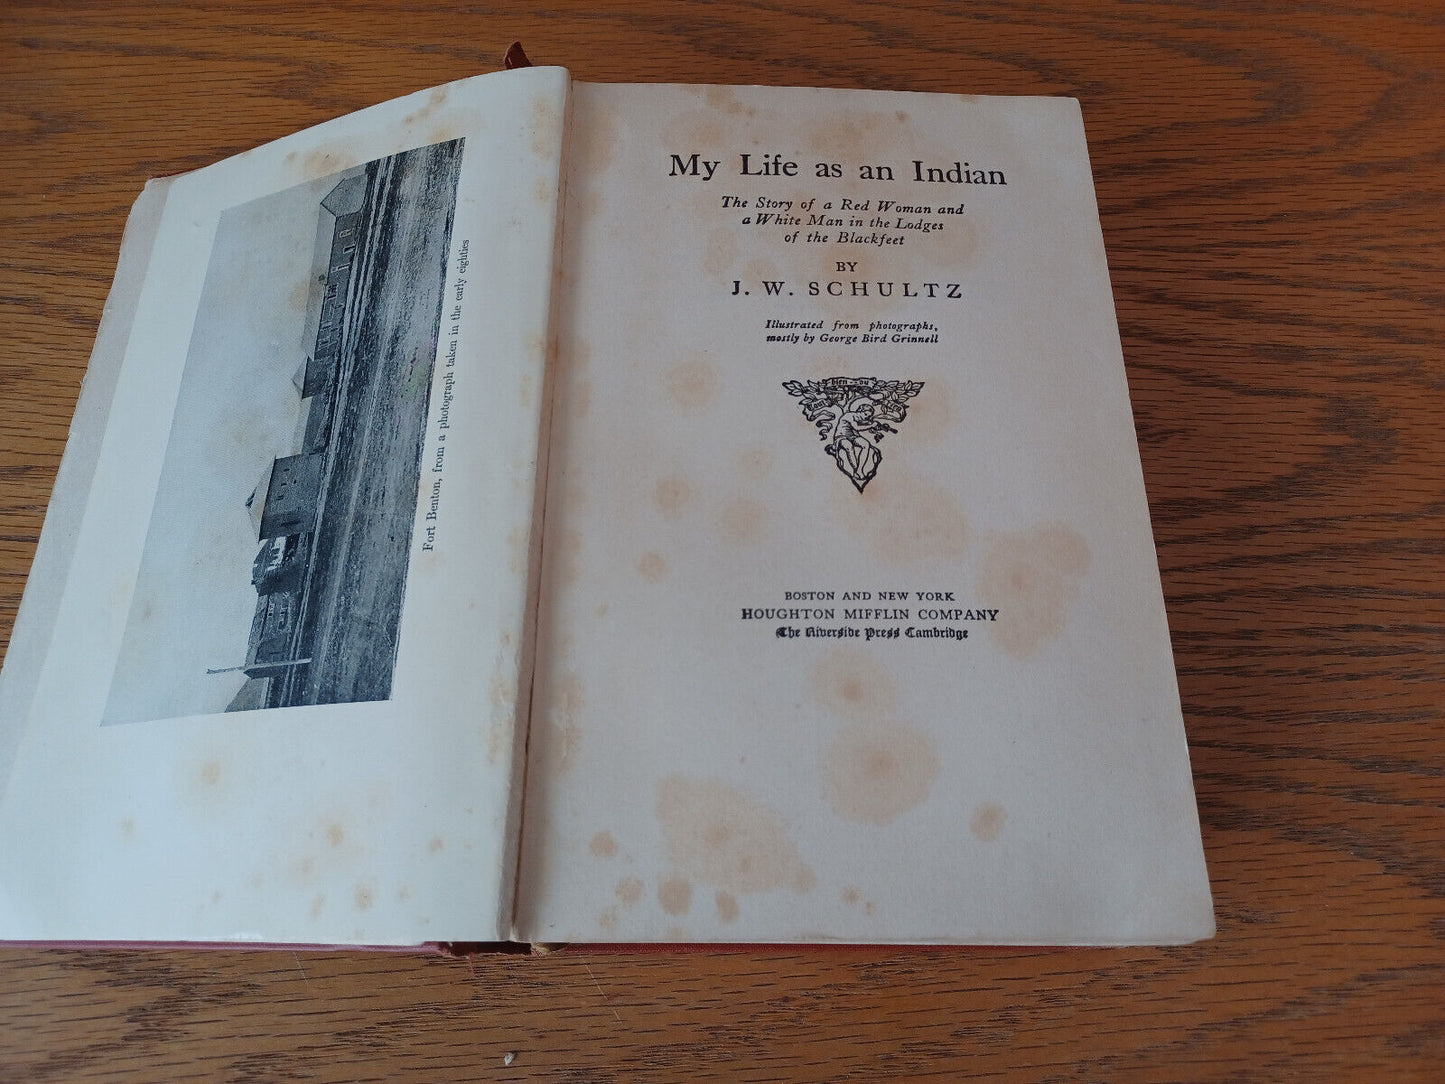 Fort Benton, from a photograph taken in the early eighties
My Life as an Indian
The Story of a Red Woman and
a White Man in the Lodges
of the Blackfeet
BY
J. W. SCHULTZ
Illustrated from photographs,
mostly by George Bird Grinnell
bien ou
BOSTON AND NEW YORK
HOUGHTON MIFFLIN COMPANY
The Riverside Press Cambridge